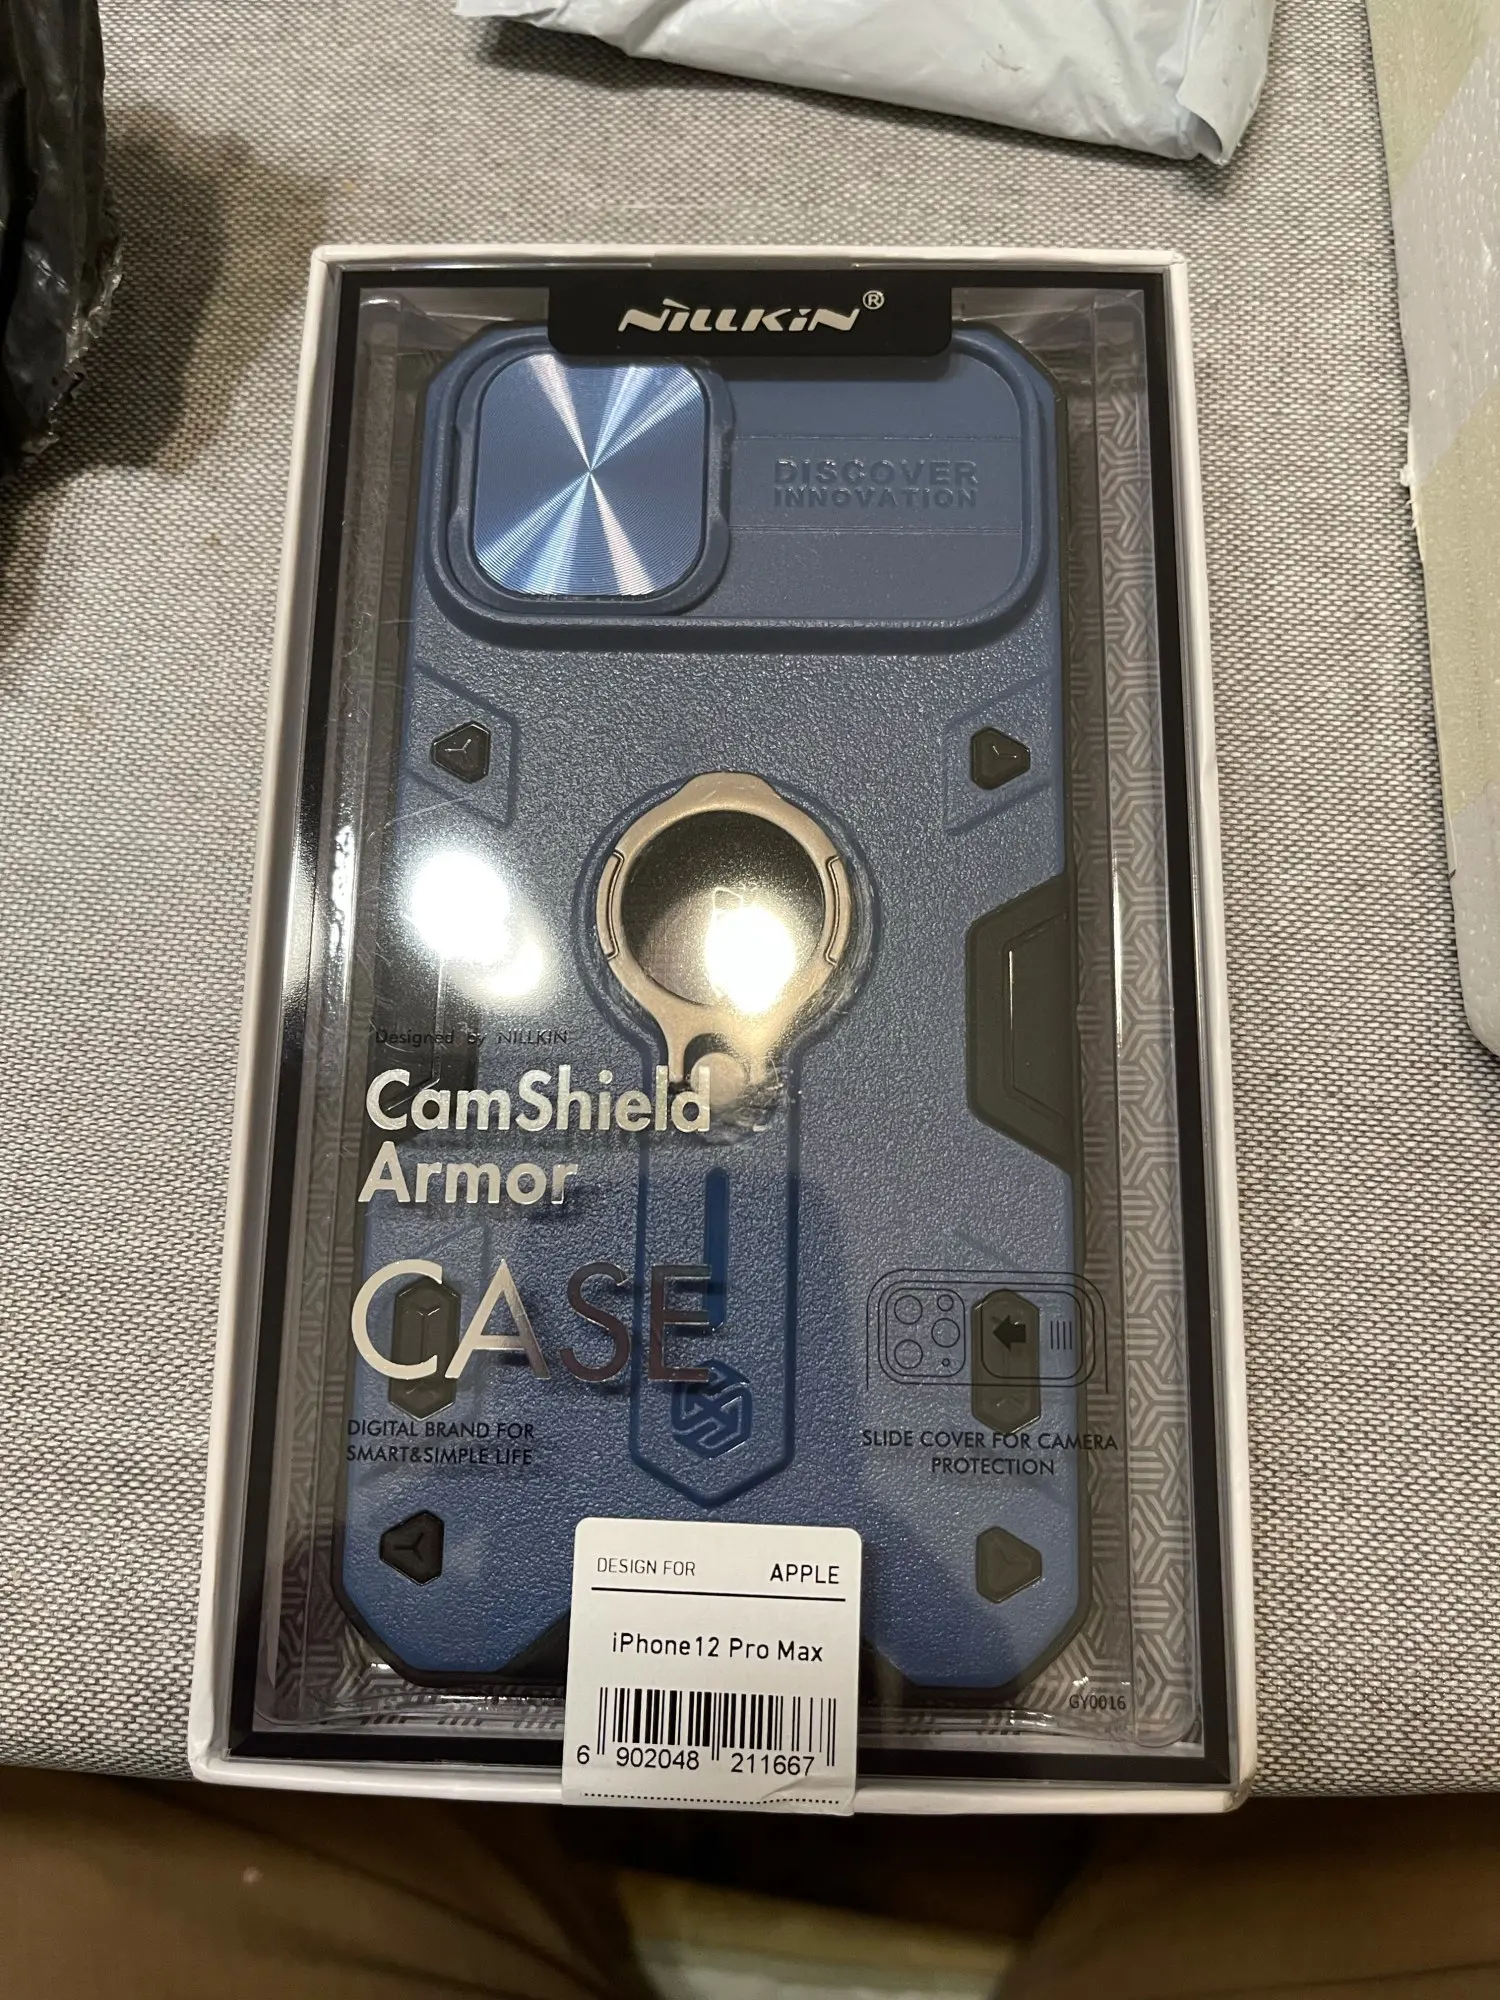 NILLKIN®
DISCOVER
INNOVATION
Designed by NILLKIN
CamShield
Armor
CASE
DIGITAL BRAND FOR
SMART&SIMPLE LIFE
SLIDE COVER FOR CAMERA
PROTECTION
DESIGN FOR APPLE
iPhone12 Pro Max
GY0016
6 902048 211667